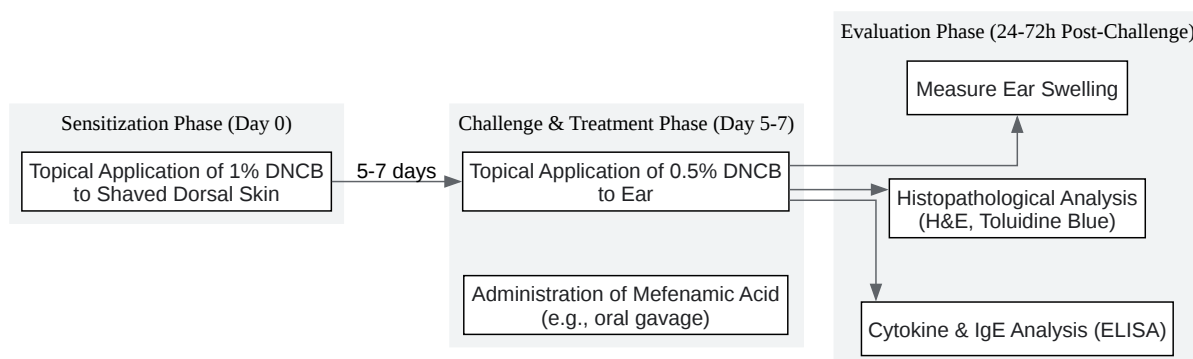 Sensitization Phase (Day 0)
Topical Application of 1% DNCB
to Shaved Dorsal Skin
5-7 days
Challenge & Treatment Phase (Day 5-7)
Topical Application of 0.5% DNCB
to Ear
Administration of Mefenamic Acid
(e.g., oral gavage)
Evaluation Phase (24-72h Post-Challenge)
Measure Ear Swelling
Histopathological Analysis
(H&E, Toluidine Blue)
Cytokine & IgE Analysis (ELISA)